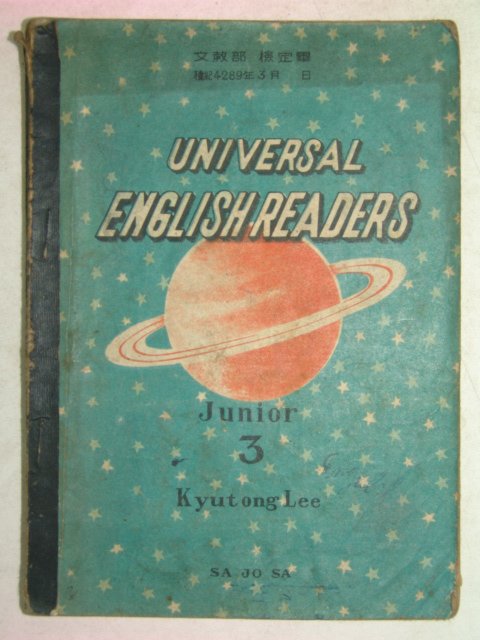 文敎部 檢定畢
檀紀4289年3月 日
UNIVERSAL
ENGLISH READERS
Junior
3
Kyutong Lee
SA JO SA